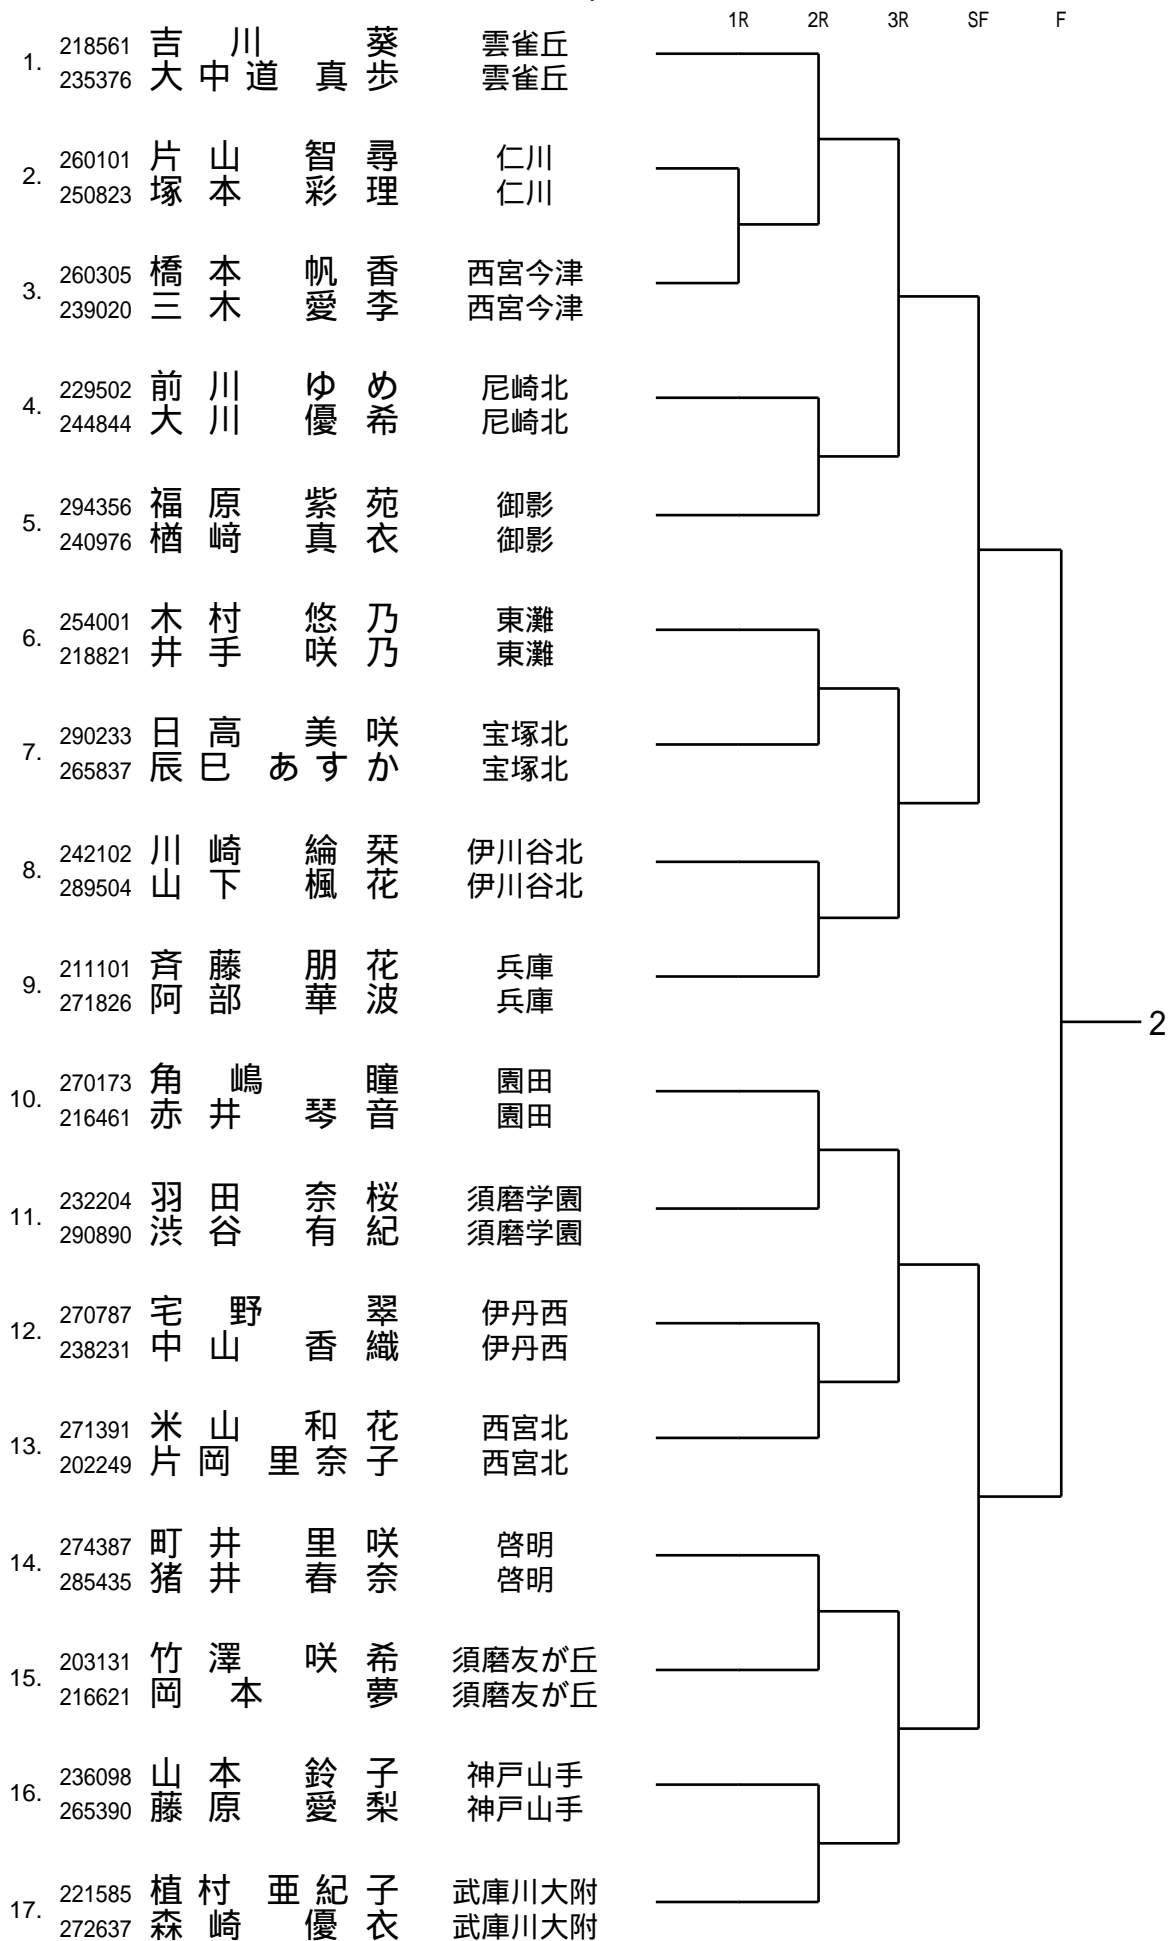 1R 2R 3R SF F
1. 218561 吉川 葵 雲雀丘
235376 大中道 真歩 雲雀丘
2. 260101 片山 智尋 仁川
250823 塚本 彩理 仁川
3. 260305 橋本 帆香 西宮今津
239020 三木 愛李 西宮今津
4. 229502 前川 ゆめ 尼崎北
244844 大川 優希 尼崎北
5. 294356 福原 紫苑 御影
240976 楢﨑 真衣 御影
6. 254001 木村 悠乃 東灘
218821 井手 咲乃 東灘
7. 290233 日高 美咲 宝塚北
265837 辰巳 あすか 宝塚北
8. 242102 川崎 綸栞 伊川谷北
289504 山下 楓花 伊川谷北
9. 211101 斉藤 朋花 兵庫
271826 阿部 華波 兵庫
2
10. 270173 角嶋 瞳 園田
216461 赤井 琴音 園田
11. 232204 羽田 奈桜 須磨学園
290890 渋谷 有紀 須磨学園
12. 270787 宅野 翠 伊丹西
238231 中山 香織 伊丹西
13. 271391 米山 和花 西宮北
202249 片岡 里奈子 西宮北
14. 274387 町井 里咲 啓明
285435 猪井 春奈 啓明
15. 203131 竹澤 咲希 須磨友が丘
216621 岡本 夢 須磨友が丘
16. 236098 山本 鈴子 神戸山手
265390 藤原 愛梨 神戸山手
17. 221585 植村 亜紀子 武庫川大附
272637 森崎 優衣 武庫川大附